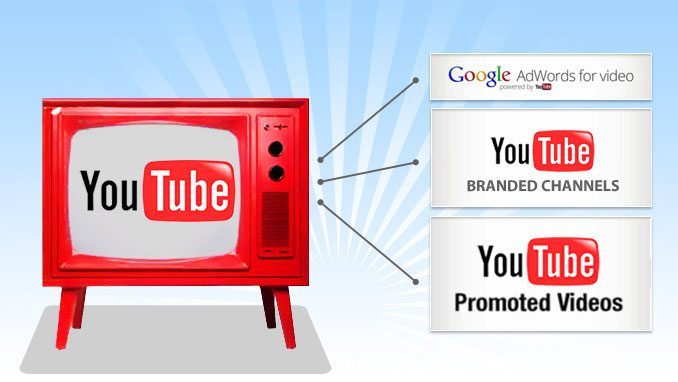 YouTube
Google AdWords for video
powered by YouTube
YouTube
BRANDED CHANNELS
YouTube
Promoted Videos